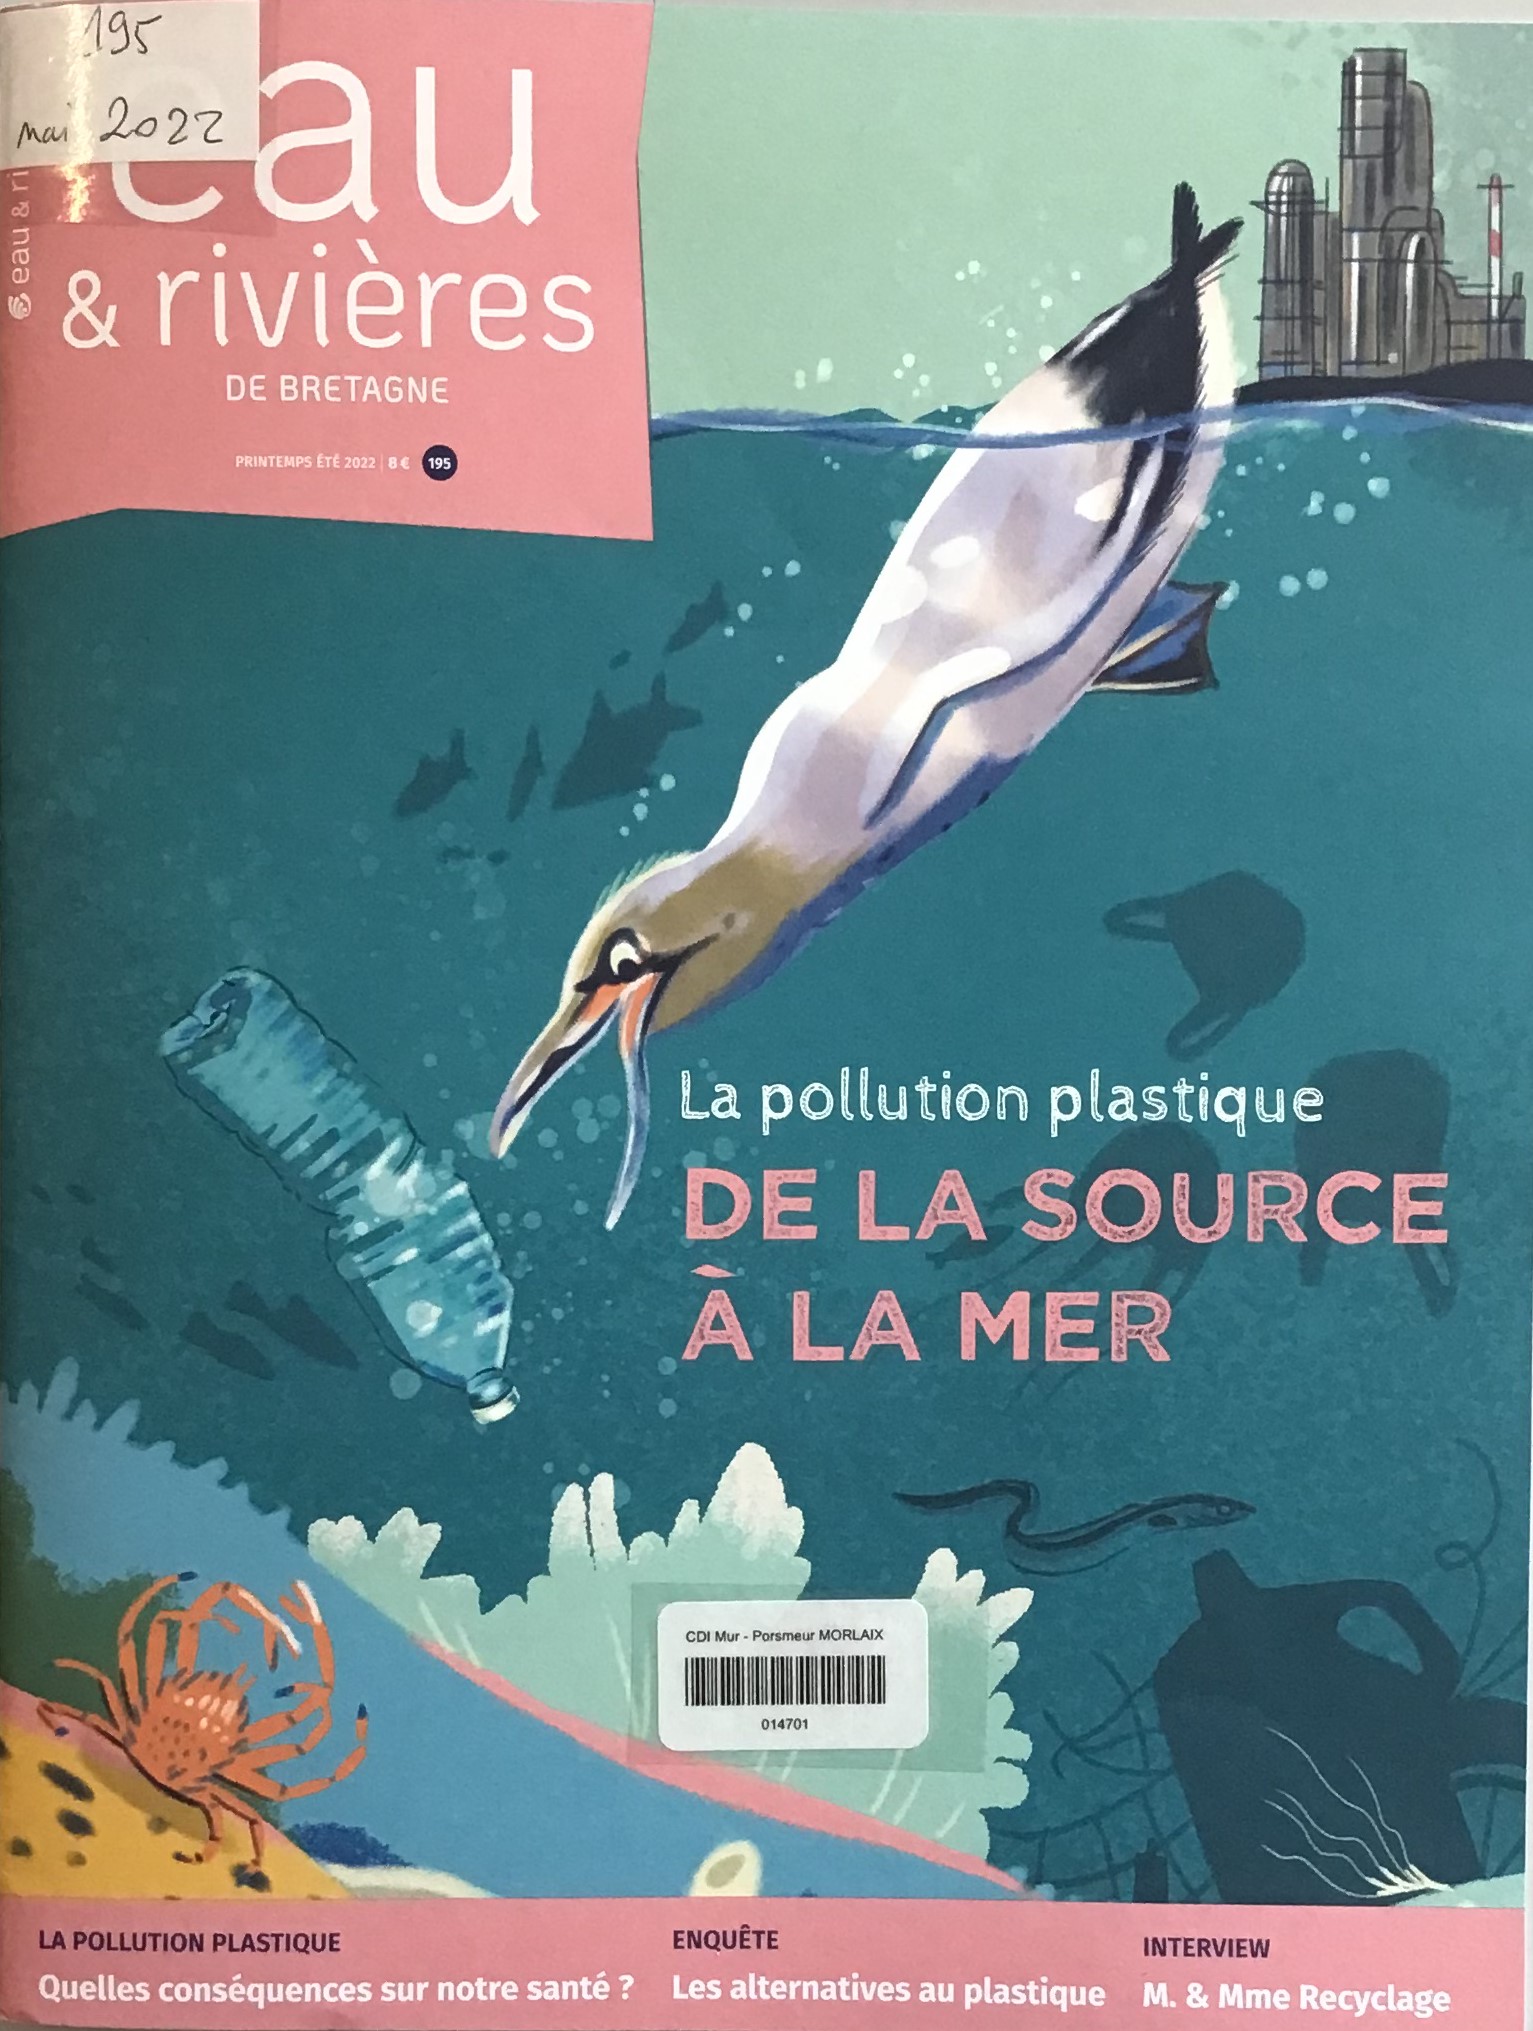 195
mai 2022
eau
& rivières
DE BRETAGNE
PRINTEMPS ÉTÉ 2022 | 8 € 195
eau & ri
La pollution plastique
DE LA SOURCE
À LA MER
CDI Mur - Porsmeur MORLAIX
014701
LA POLLUTION PLASTIQUE
Quelles conséquences sur notre santé ?
ENQUÊTE
Les alternatives au plastique
INTERVIEW
M. & Mme Recyclage